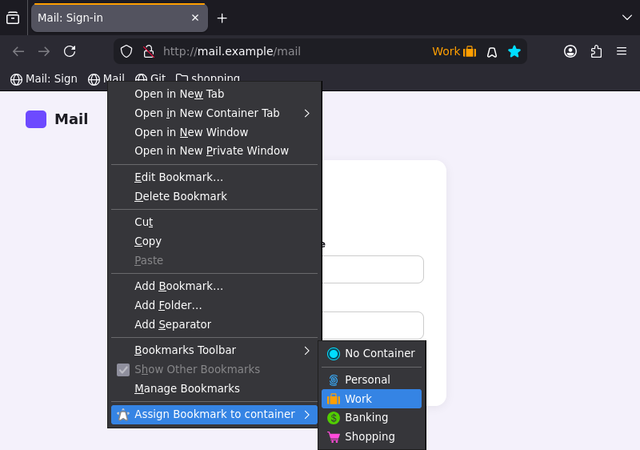 Mail: Sign-in
http://mail.example/mail
Work
Mail: Sign
Mail
Git
shopping
Mail
Open in New Tab
Open in New Container Tab
Open in New Window
Open in New Private Window
Edit Bookmark…
Delete Bookmark
Cut
Copy
Paste
Add Bookmark…
Add Folder…
Add Separator
Bookmarks Toolbar
Show Other Bookmarks
Manage Bookmarks
Assign Bookmark to container
No Container
Personal
Work
Banking
Shopping